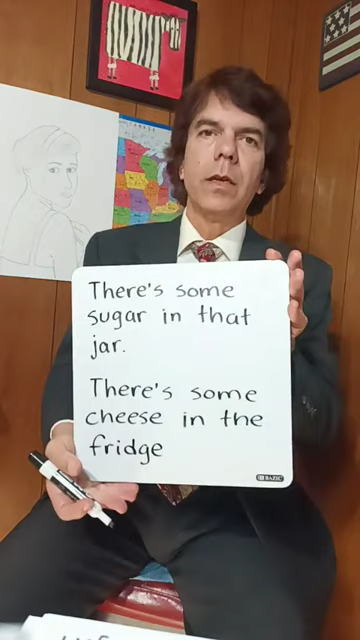 There's some
sugar in that
jar.
There's some
cheese in the
fridge
BAZIC